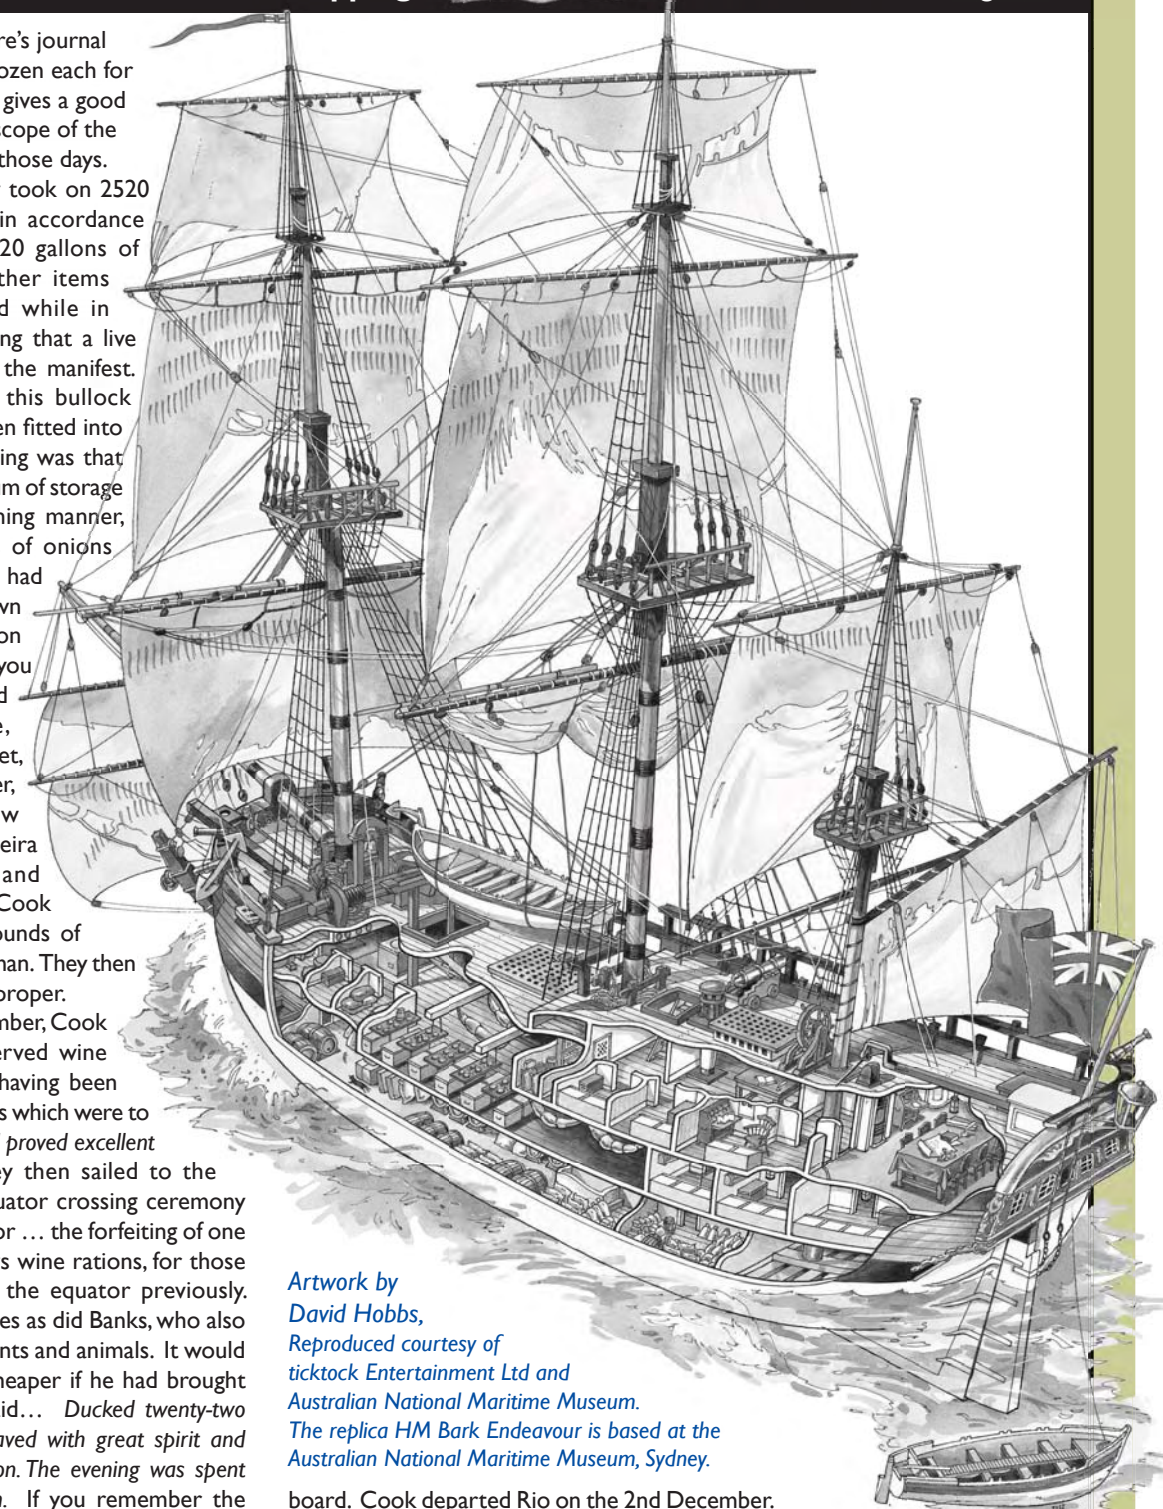 re's journal
ozen each for
gives a good
scope of the
those days.
took on 2520
in accordance
20 gallons of
ther items
d while in
ng that a live
the manifest.
this bullock
en fitted into
ing was that
m of storage
ning manner,
of onions
had
wn
on
you
d
e,
et,
er,
w
eira
and
Cook
ounds of
man. They then
proper.
mber, Cook
erved wine
having been
s which were to
proved excellent
ey then sailed to the
uator crossing ceremony
or … the forfeiting of one
s wine rations, for those
the equator previously.
es as did Banks, who also
nts and animals. It would
heaper if he had brought
id… Ducked twenty-two
aved with great spirit and
on. The evening was spent
If you remember the
Artwork by
David Hobbs,
Reproduced courtesy of
ticktock Entertainment Ltd and
Australian National Maritime Museum.
The replica HM Bark Endeavour is based at the
Australian National Maritime Museum, Sydney.
board. Cook departed Rio on the 2nd December.